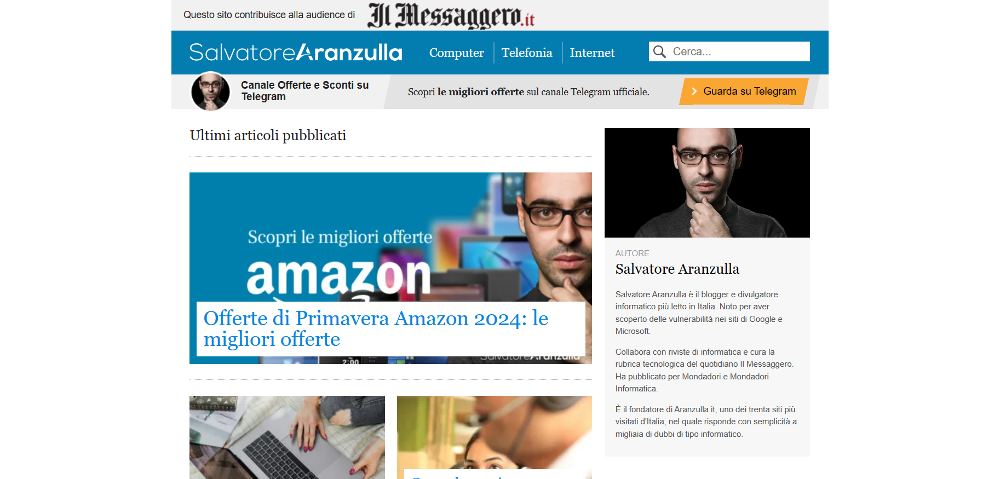 Questo sito contribuisce alla audience di
Il Messaggero.it
SalvatoreAranzulla
Computer
Telefonia
Internet
Cerca...
Canale Offerte e Sconti su
Telegram
Scopri le migliori offerte sul canale Telegram ufficiale.
Guarda su Telegram
Ultimi articoli pubblicati
Scopri le migliori offerte
amazon
Offerte di Primavera Amazon 2024: le
migliori offerte
2:00
SalvatoreAranzulla
AUTORE
Salvatore Aranzulla
Salvatore Aranzulla è il blogger e divulgatore
informatico più letto in Italia. Noto per aver
scoperto delle vulnerabilità nei siti di Google e
Microsoft.
Collabora con riviste di informatica e cura la
rubrica tecnologica del quotidiano Il Messaggero.
Ha pubblicato per Mondadori e Mondadori
Informatica.
È il fondatore di Aranzulla.it, uno dei trenta siti più
visitati d'Italia, nel quale risponde con semplicità a
migliaia di dubbi di tipo informatico.